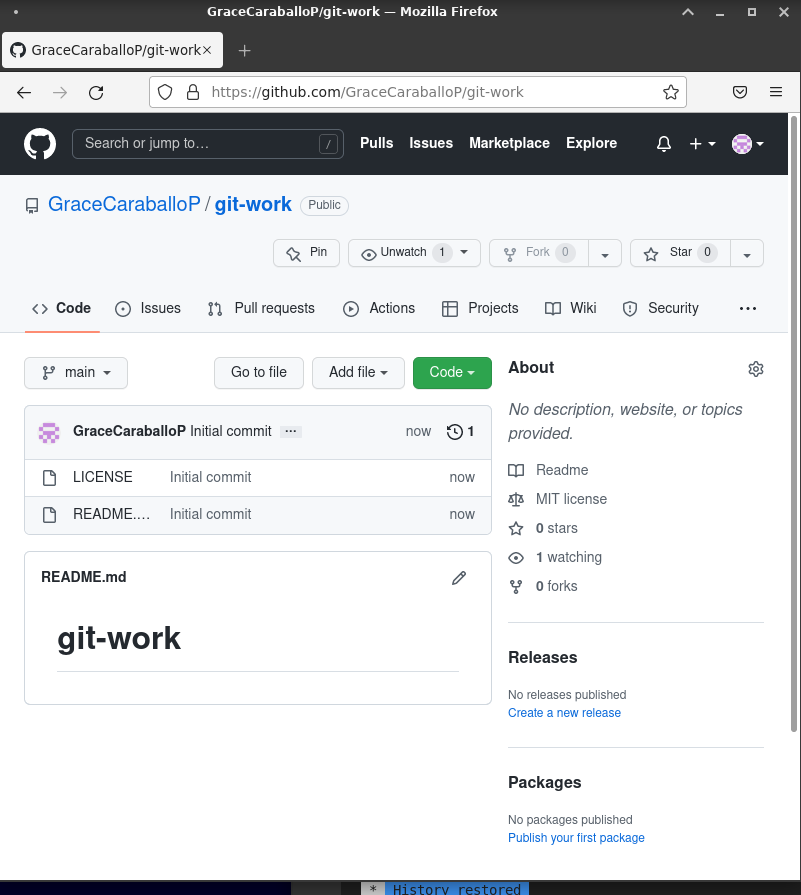 GraceCaraballoP/git-work — Mozilla Firefox
GraceCaraballoP/git-work
https://github.com/GraceCaraballoP/git-work
Search or jump to… /
Pulls Issues Marketplace Explore
GraceCaraballoP / git-work Public
Pin Unwatch 1 Fork 0 Star 0
Code Issues Pull requests Actions Projects Wiki Security
main Go to file Add file Code
GraceCaraballoP Initial commit ... now 1
LICENSE Initial commit now
README.… Initial commit now
README.md
git-work
About
No description, website, or topics
provided.
Readme
MIT license
0 stars
1 watching
0 forks
Releases
No releases published
Create a new release
Packages
No packages published
Publish your first package
* History restored